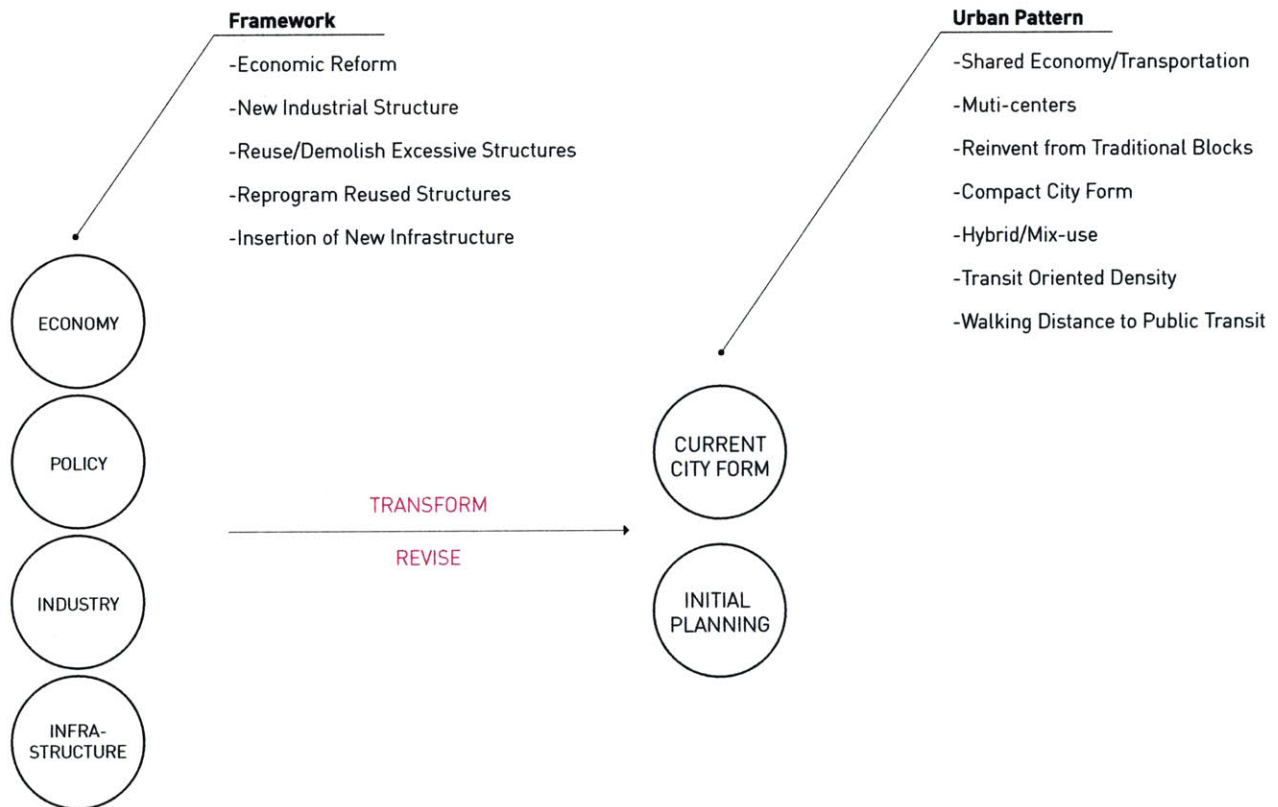 Framework
-Economic Reform
-New Industrial Structure
-Reuse/Demolish Excessive Structures
-Reprogram Reused Structures
-Insertion of New Infrastructure
ECONOMY
POLICY
INDUSTRY
INFRA-
STRUCTURE
TRANSFORM
REVISE
Urban Pattern
-Shared Economy/Transportation
-Muti-centers
-Reinvent from Traditional Blocks
-Compact City Form
-Hybrid/Mix-use
-Transit Oriented Density
-Walking Distance to Public Transit
CURRENT
CITY FORM
INITIAL
PLANNING